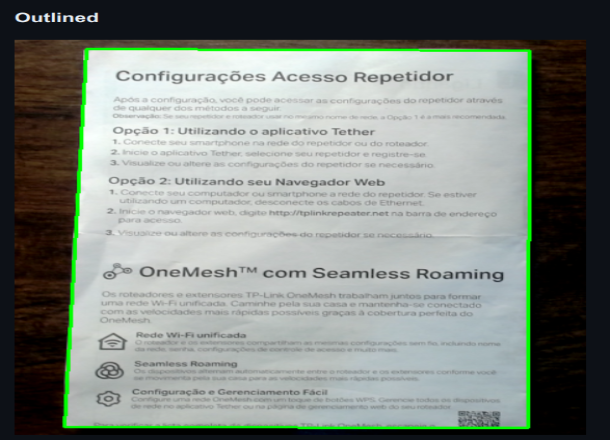 Outlined
Configurações Acesso Repetidor
Após a configuração, você pode acessar as configurações do repetidor através
de qualquer dos métodos a seguir.
Observação: Se seu repetidor e roteador usar no mesmo nome de rede, a Opção 1 é a mais recomendada.
Opção 1: Utilizando o aplicativo Tether
1. Conecte seu smartphone na rede do repetidor ou do roteador.
2. Inicie o aplicativo Tether, selecione seu repetidor e registre-se.
3. Visualize ou altere as configurações do repetidor se necessário.
Opção 2: Utilizando seu Navegador Web
1. Conecte seu computador ou smartphone a rede do repetidor. Se estiver
utilizando um computador, desconecte os cabos de Ethernet.
2. Inicie o navegador web, digite http://tplinkrepeater.net na barra de endereço
para acesso.
3. Visualize ou altere as configurações do repetidor se necessário.
OneMesh™ com Seamless Roaming
Os roteadores e extensores TP-Link OneMesh trabalham juntos para formar
uma rede Wi-Fi unificada. Caminhe pela sua casa e mantenha-se conectado
com as velocidades mais rápidas possíveis graças à cobertura perfeita do
OneMesh.
Rede Wi-Fi unificada
O roteador e os extensores compartilham as mesmas configurações sem fio, incluindo nome
da rede, senha, configurações de controle de acesso e muito mais.
Seamless Roaming
Os dispositivos alternam automaticamente entre o roteador e os extensores conforme você
se movimenta pela sua casa para as velocidades mais rápidas possíveis.
Configuração e Gerenciamento Fácil
Configure uma rede OneMesh com um toque de botões WPS. Gerencie todos os dispositivos
de rede no aplicativo Tether ou na página de gerenciamento web do seu roteador.